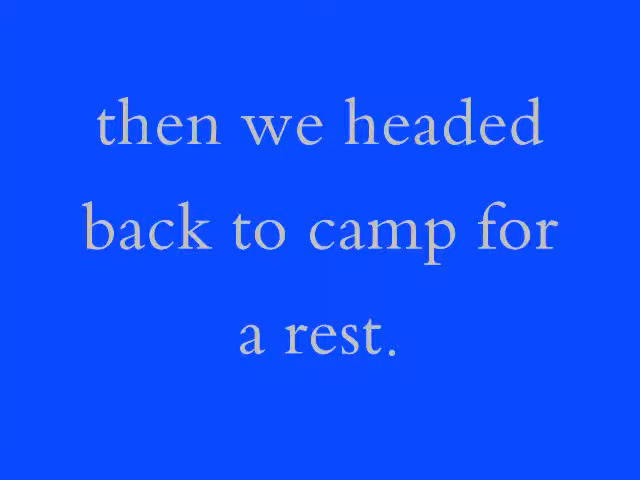 then we headed
back to camp for
a rest.